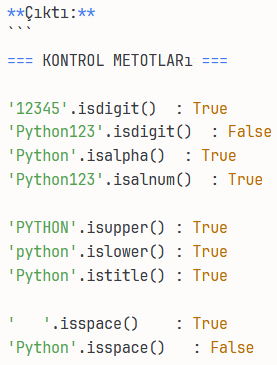 **Çıktı:**
```
=== KONTROL METOTLARı ===
'12345'.isdigit()  : True
'Python123'.isdigit()  : False
'Python'.isalpha()  : True
'Python123'.isalnum()  : True
'PYTHON'.isupper() : True
'python'.islower() : True
'Python'.istitle() : True
'   '.isspace()    : True
'Python'.isspace()   : False